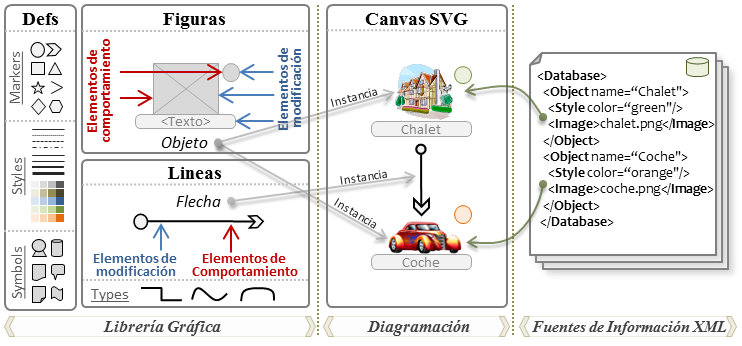 Defs
Markers
Styles
Symbols
Figuras
Elementos de
comportamiento
<Texto>
Elementos de
modificación
Objeto
Lineas
Flecha
Elementos de
modificación
Elementos de
Comportamiento
Types
Canvas SVG
Instancia
Chalet
Instancia
Instancia
Coche
<Database>
<Object name=“Chalet">
<Style color=“green"/>
<Image>chalet.png</Image>
</Object>
<Object name=“Coche">
<Style color=“orange"/>
<Image>coche.png</Image>
</Object>
</Database>
Librería Gráfica
Diagramación
Fuentes de Información XML